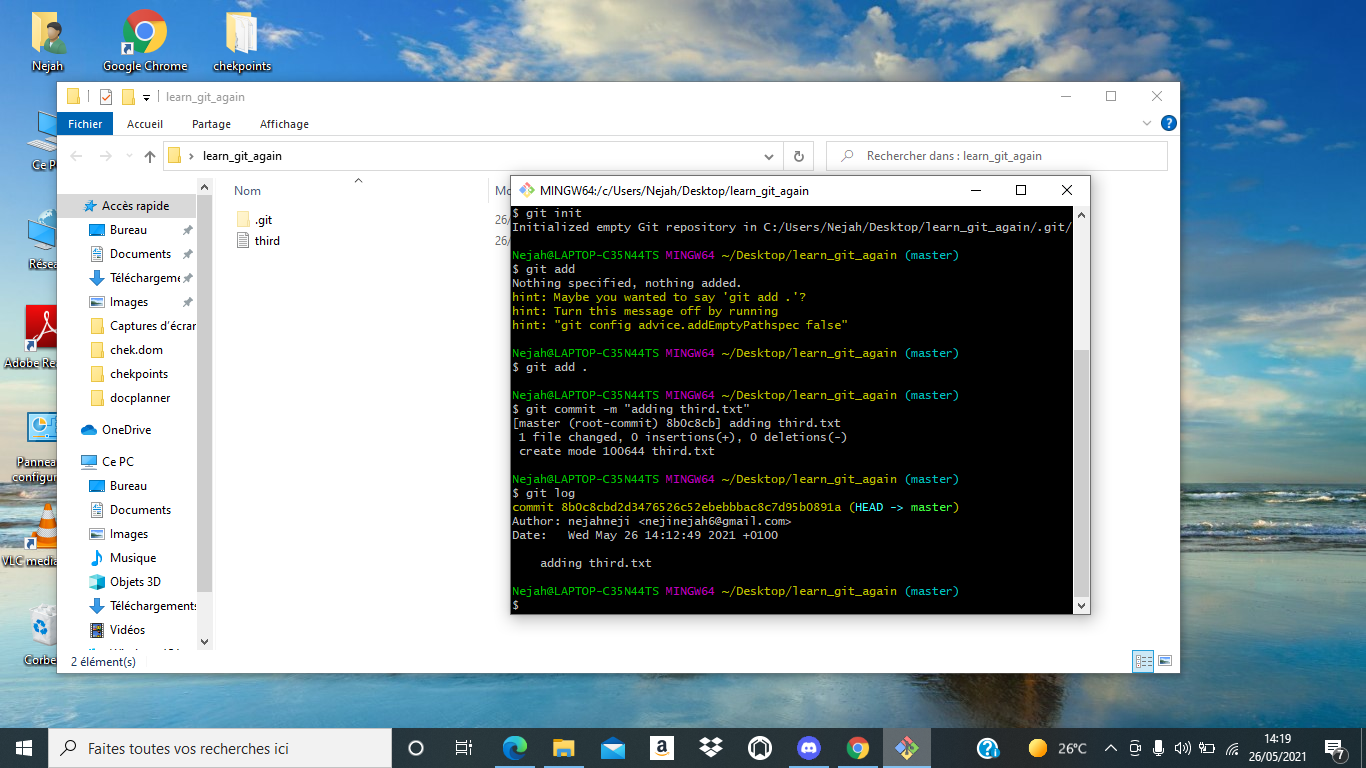 Nejah
Google Chrome
chekpoints
learn_git_again
Fichier
Accueil
Partage
Affichage
learn_git_again
Rechercher dans : learn_git_again
Nom
.git
third
Accès rapide
Bureau
Documents
Téléchargeme
Images
Captures d'écran
chek.dom
chekpoints
docplanner
OneDrive
Ce PC
Bureau
Documents
Images
Musique
Objets 3D
Téléchargements
Vidéos
2 élément(s)
Ce P
Résea
Adobe Re
Pannea
configur
VLC media
Corbe
MINGW64:/c/Users/Nejah/Desktop/learn_git_again
$ git init
Initialized empty Git repository in C:/Users/Nejah/Desktop/learn_git_again/.git/
Nejah@LAPTOP-C35N44TS MINGW64 ~/Desktop/learn_git_again (master)
$ git add
Nothing specified, nothing added.
hint: Maybe you wanted to say 'git add .'?
hint: Turn this message off by running
hint: "git config advice.addEmptyPathspec false"
Nejah@LAPTOP-C35N44TS MINGW64 ~/Desktop/learn_git_again (master)
$ git add .
Nejah@LAPTOP-C35N44TS MINGW64 ~/Desktop/learn_git_again (master)
$ git commit -m "adding third.txt"
[master (root-commit) 8b0c8cb] adding third.txt
1 file changed, 0 insertions(+), 0 deletions(-)
create mode 100644 third.txt
Nejah@LAPTOP-C35N44TS MINGW64 ~/Desktop/learn_git_again (master)
$ git log
commit 8b0c8cbd2d3476526c52ebebbbac8c7d95b0891a (HEAD -> master)
Author: nejahneji <nejinejah6@gmail.com>
Date:   Wed May 26 14:12:49 2021 +0100
adding third.txt
Nejah@LAPTOP-C35N44TS MINGW64 ~/Desktop/learn_git_again (master)
$
Faites toutes vos recherches ici
26°C
14:19
26/05/2021
7